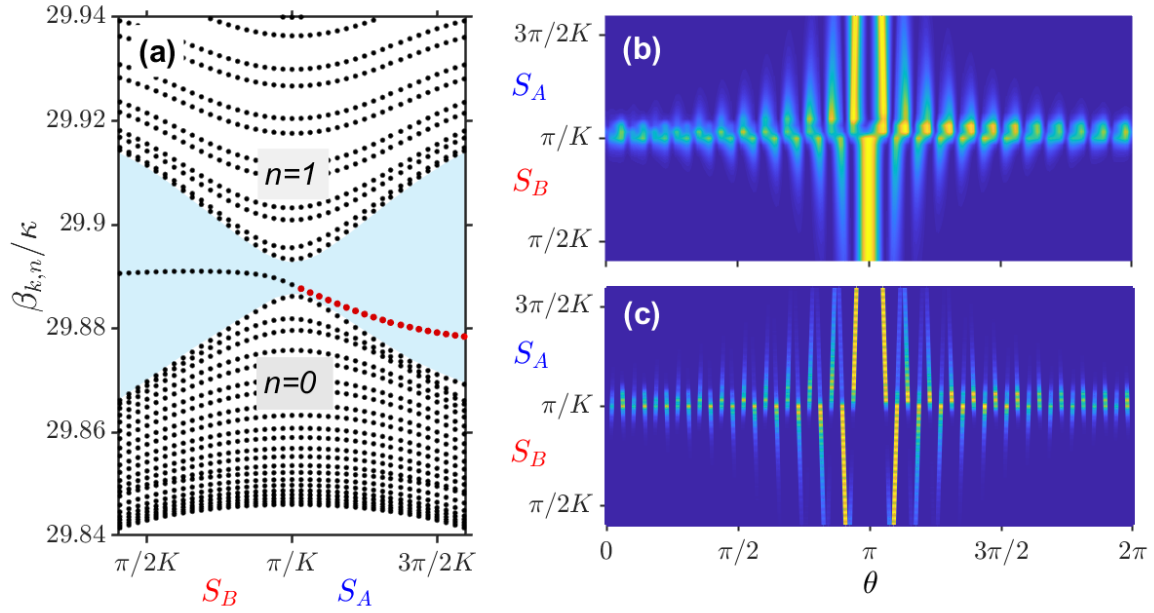 (a)
29.94
29.92
29.9
29.88
29.86
29.84
β_{k,n}/κ
n=1
n=0
π/2K
π/K
3π/2K
S_B
S_A
(b)
3π/2K
S_A
π/K
S_B
π/2K
(c)
3π/2K
S_A
π/K
S_B
π/2K
0
π/2
π
3π/2
2π
θ